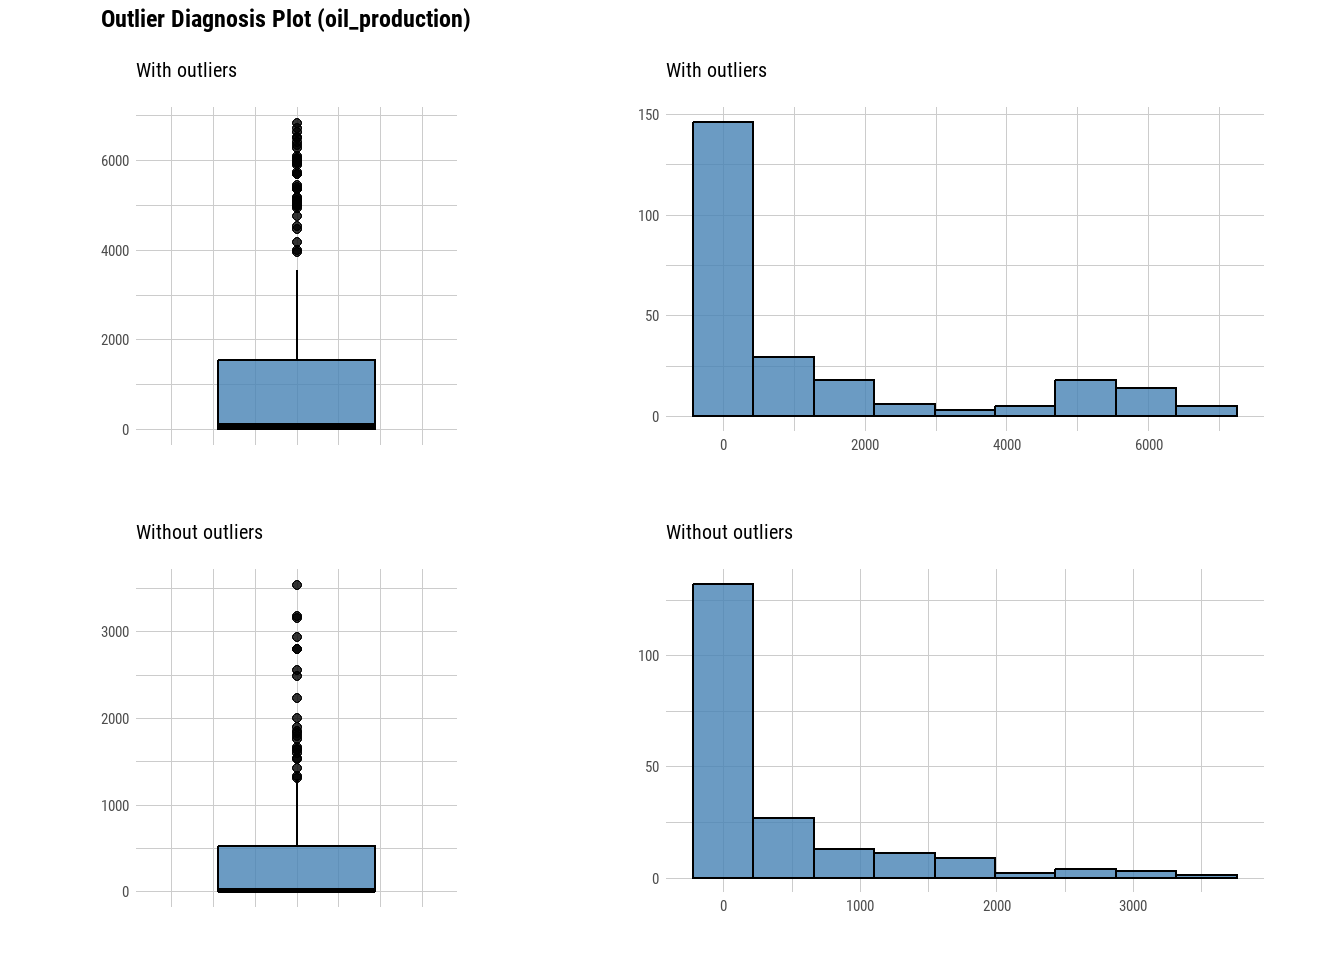 Outlier Diagnosis Plot (oil_production)
With outliers
6000
4000
2000
0
With outliers
150
100
50
0
0 2000 4000 6000
Without outliers
3000
2000
1000
0
Without outliers
100
50
0
0 1000 2000 3000